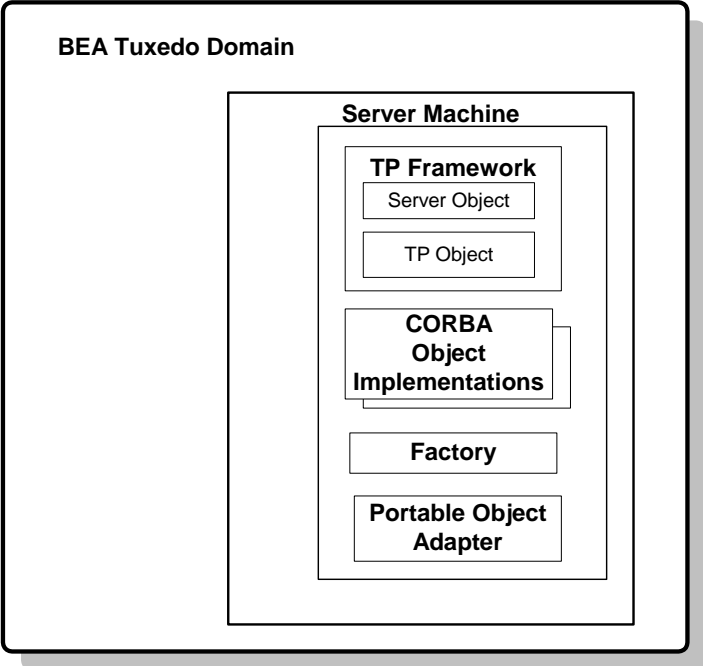 BEA Tuxedo Domain
Server Machine
TP Framework
Server Object
TP Object
CORBA
Object
Implementations
Factory
Portable Object
Adapter